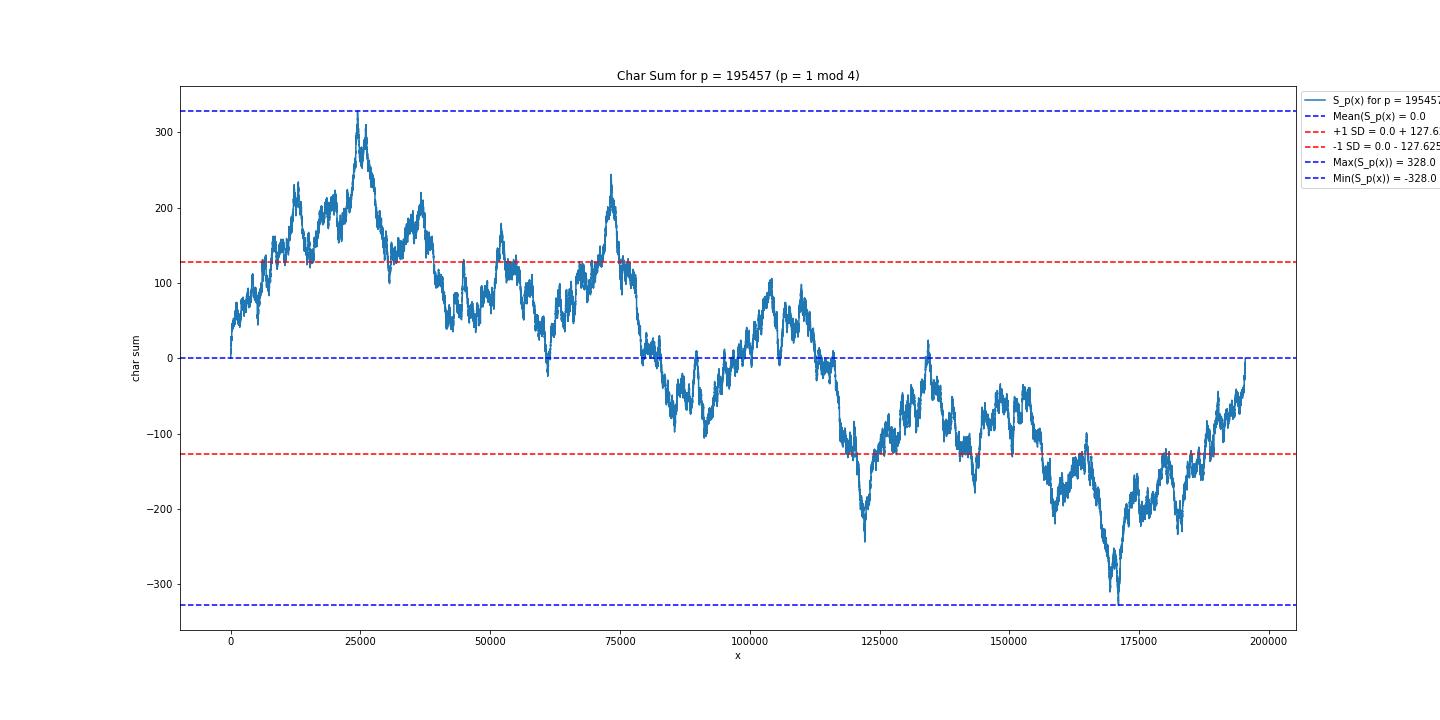 Char Sum for p = 195457 (p = 1 mod 4)
S_p(x) for p = 195457
Mean(S_p(x) = 0.0
+1 SD = 0.0 + 127.6
-1 SD = 0.0 - 127.625
Max(S_p(x)) = 328.0
Min(S_p(x)) = -328.0
char sum
300
200
100
0
−100
−200
−300
0 25000 50000 75000 100000 125000 150000 175000 200000
x